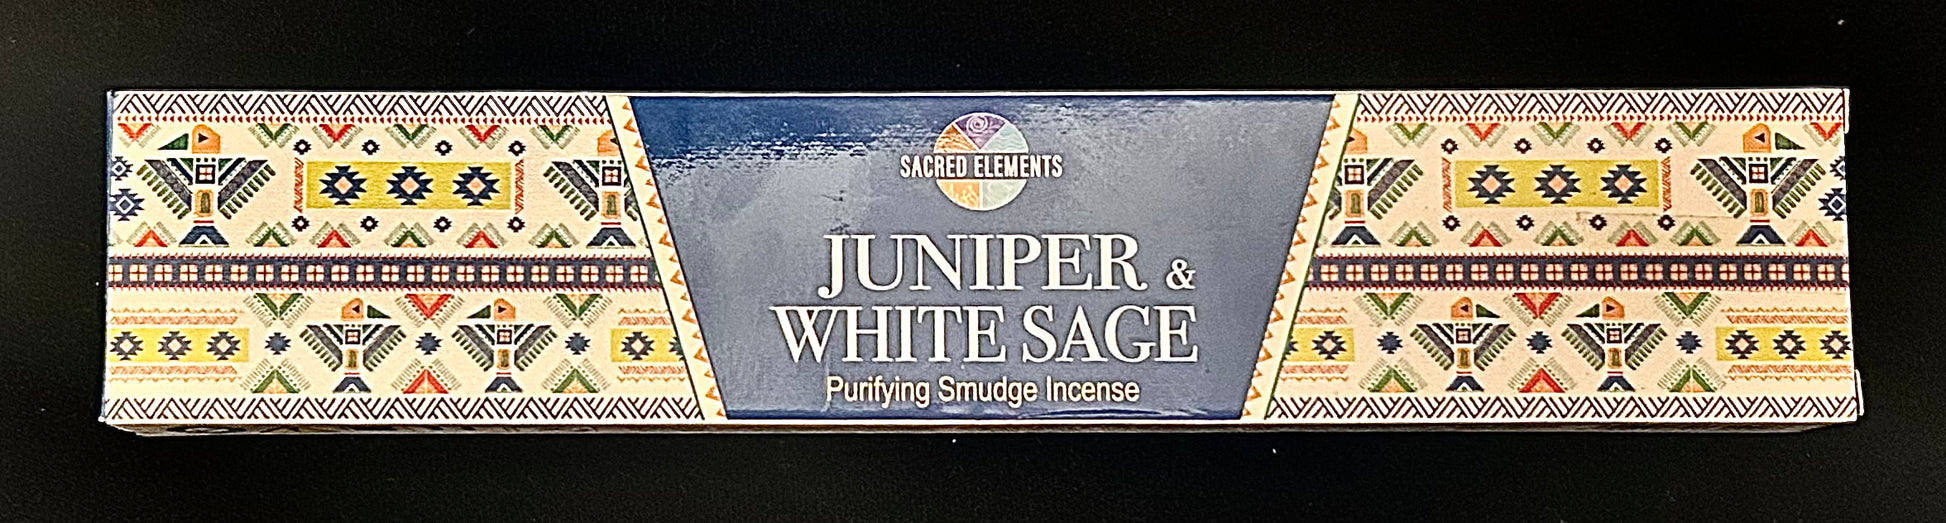 SACRED ELEMENTS
JUNIPER &
WHITE SAGE
Purifying Smudge Incense